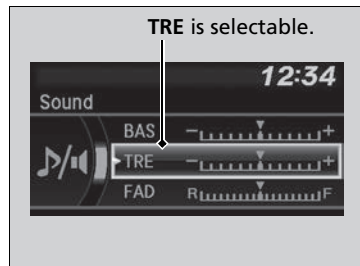 TRE is selectable.
12:34
Sound
BAS - +
TRE - +
FAD R F